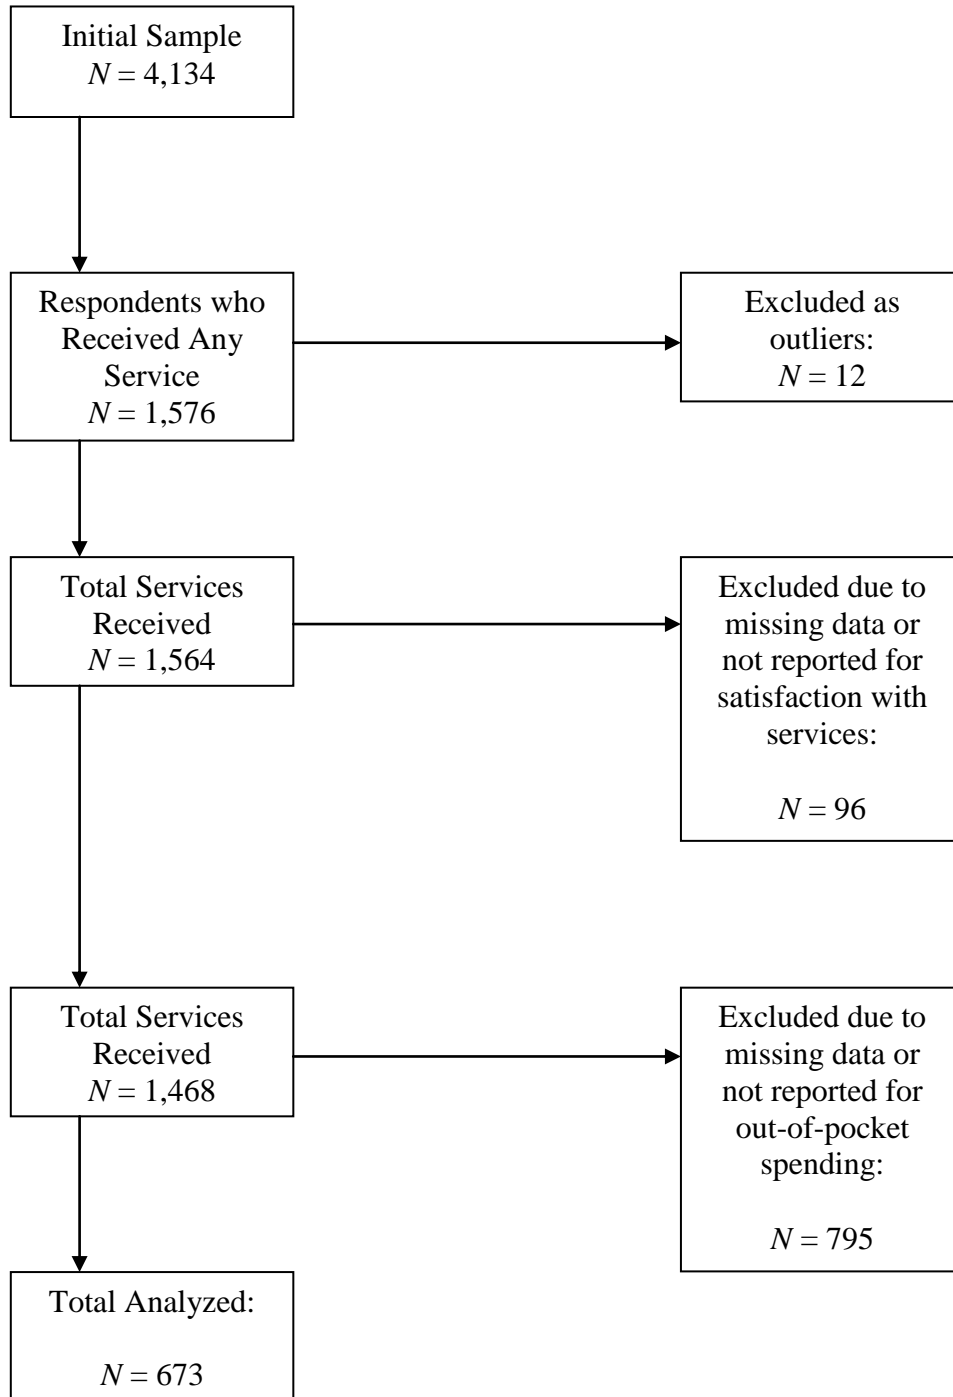 Initial Sample
N = 4,134
Respondents who
Received Any
Service
N = 1,576
Excluded as
outliers:
N = 12
Total Services
Received
N = 1,564
Excluded due to
missing data or
not reported for
satisfaction with
services:
N = 96
Total Services
Received
N = 1,468
Excluded due to
missing data or
not reported for
out-of-pocket
spending:
N = 795
Total Analyzed:
N = 673